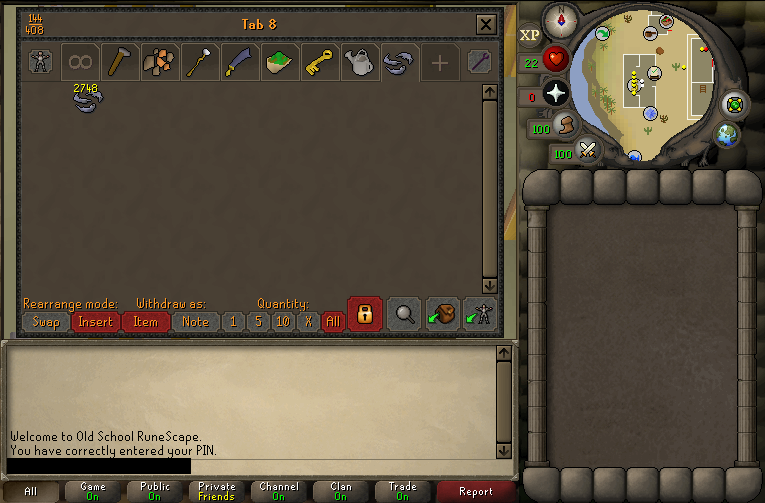 144
408
Tab 8
XP
22
0
100
100
2748
Rearrange mode:
Withdraw as:
Quantity:
Swap
Insert
Item
Note
1
5
10
X
All
Welcome to Old School RuneScape.
You have correctly entered your PIN.
All
Game
On
Public
On
Private
Friends
Channel
On
Clan
On
Trade
On
Report